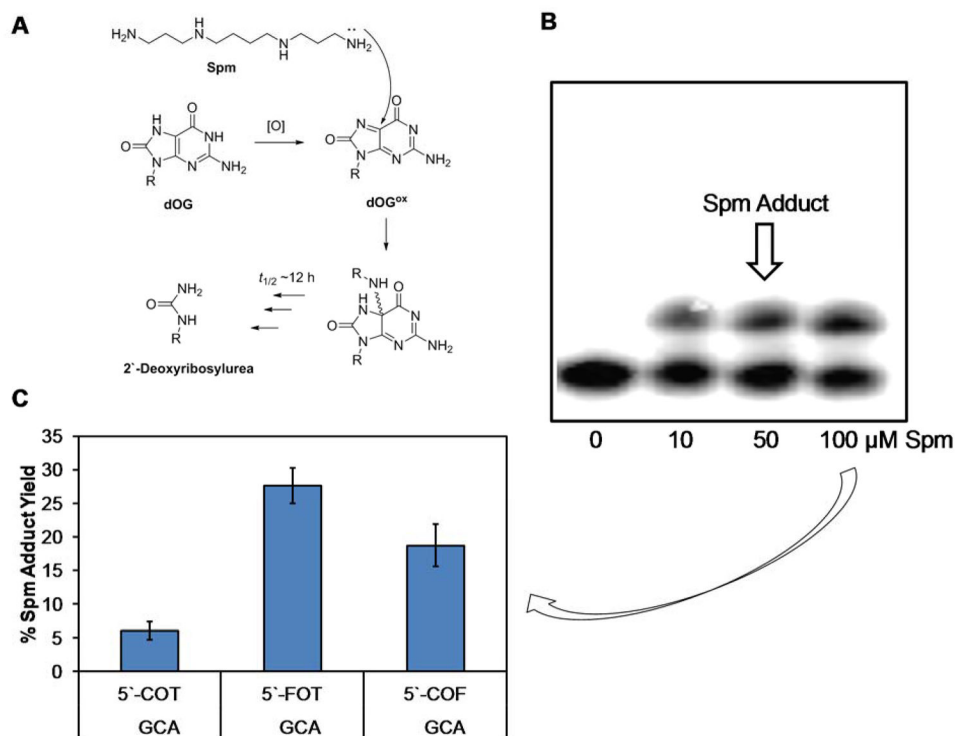 A
H₂N
H
N
N
H
NH₂
Spm
O
H
N
NH
O
N
N
NH₂
R
dOG
[O]
O
N
N
O
N
N
NH₂
R
dOGᵒˣ
NH₂
O
NH
R
2`-Deoxyribosylurea
t₁/₂ ~12 h
R
NH
O
H
N
N
O
N
N
NH₂
R
B
Spm Adduct
0 10 50 100 µM Spm
C
% Spm Adduct Yield
35
30
25
20
15
10
5
0
5`-COT 5`-FOT 5`-COF
GCA GCA GCA